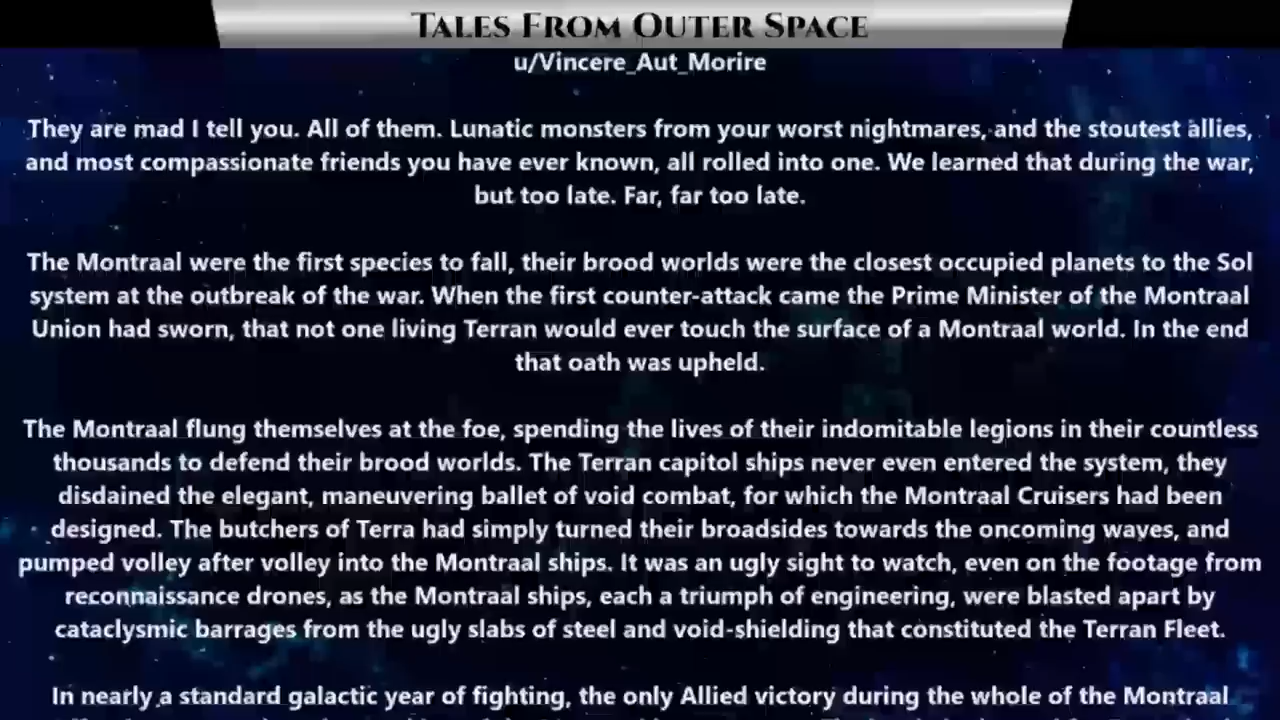 TALES FROM OUTER SPACE
u/Vincere_Aut_Morire
They are mad I tell you. All of them. Lunatic monsters from your worst nightmares, and the stoutest allies,
and most compassionate friends you have ever known, all rolled into one. We learned that during the war,
but too late. Far, far too late.
The Montraal were the first species to fall, their brood worlds were the closest occupied planets to the Sol
system at the outbreak of the war. When the first counter-attack came the Prime Minister of the Montraal
Union had sworn, that not one living Terran would ever touch the surface of a Montraal world. In the end
that oath was upheld.
The Montraal flung themselves at the foe, spending the lives of their indomitable legions in their countless
thousands to defend their brood worlds. The Terran capitol ships never even entered the system, they
disdained the elegant, maneuvering ballet of void combat, for which the Montraal Cruisers had been
designed. The butchers of Terra had simply turned their broadsides towards the oncoming waves, and
pumped volley after volley into the Montraal ships. It was an ugly sight to watch, even on the footage from
reconnaissance drones, as the Montraal ships, each a triumph of engineering, were blasted apart by
cataclysmic barrages from the ugly slabs of steel and void-shielding that constituted the Terran Fleet.
In nearly a standard galactic year of fighting, the only Allied victory during the whole of the Montraal